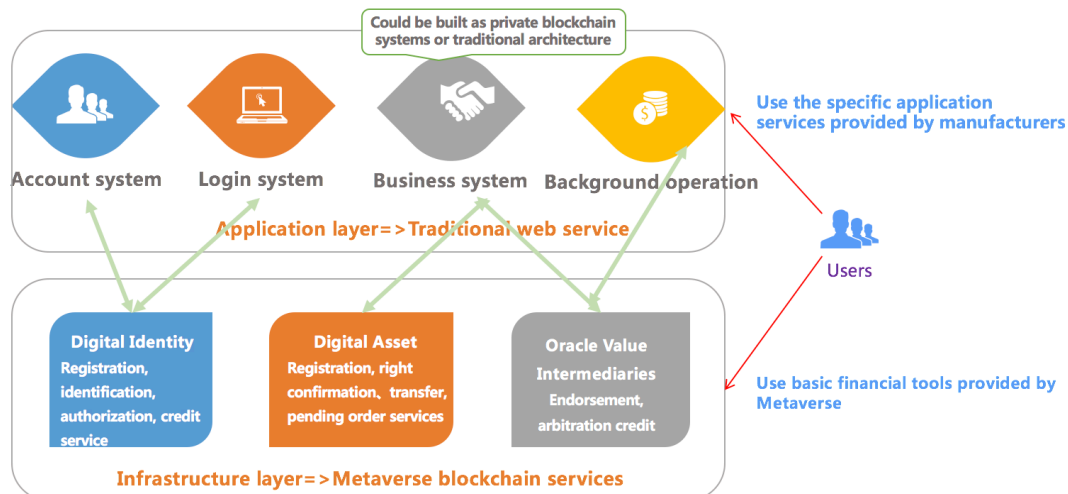 Could be built as private blockchain
systems or traditional architecture
Use the specific application
services provided by manufacturers
Account system
Login system
Business system
Background operation
Application layer=>Traditional web service
Users
Digital Identity
Registration,
identification,
authorization, credit
service
Digital Asset
Registration, right
confirmation、transfer,
pending order services
Oracle Value
Intermediaries
Endorsement,
arbitration credit
Use basic financial tools provided by
Metaverse
Infrastructure layer=>Metaverse blockchain services